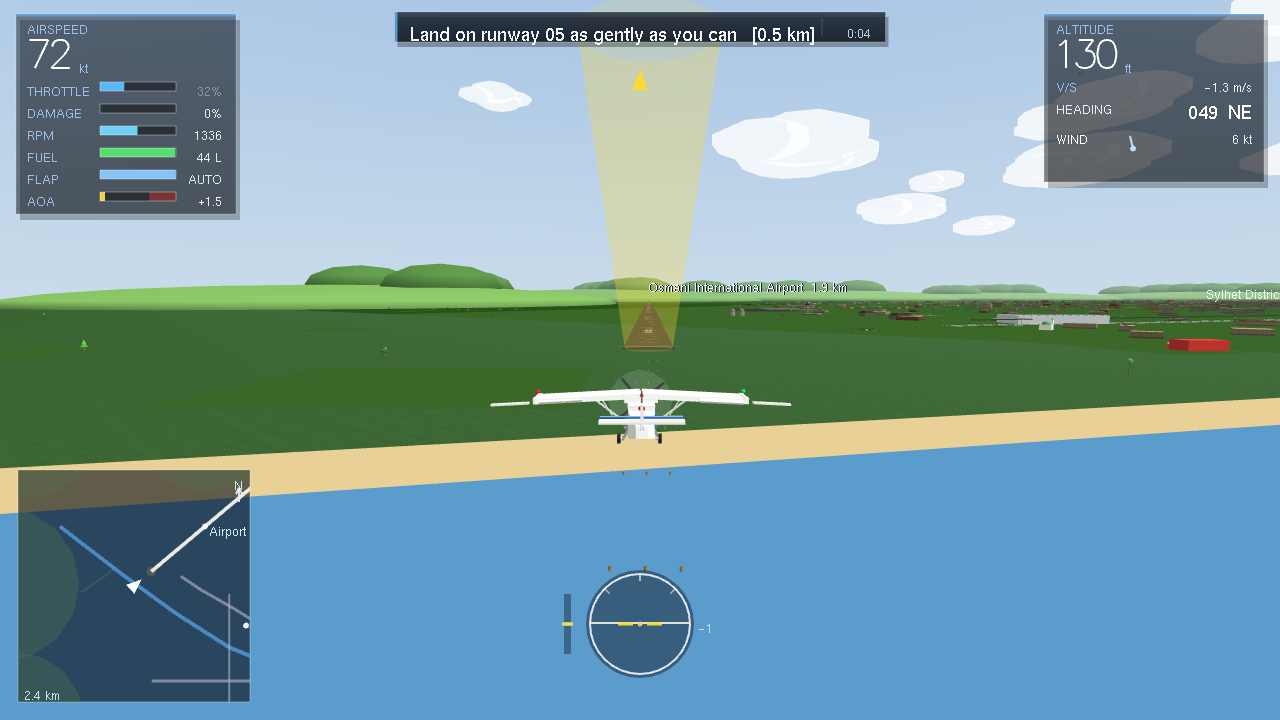 AIRSPEED
72 kt
THROTTLE 32%
DAMAGE 0%
RPM 1336
FUEL 44 L
FLAP AUTO
AOA +1.5
Land on runway 05 as gently as you can [0.5 km] 0:04
ALTITUDE
130 ft
V/S -1.3 m/s
HEADING 049 NE
WIND 6 kt
Osmani International Airport 1.9 km
Sylhet Distric
N
Airport
2.4 km
-1